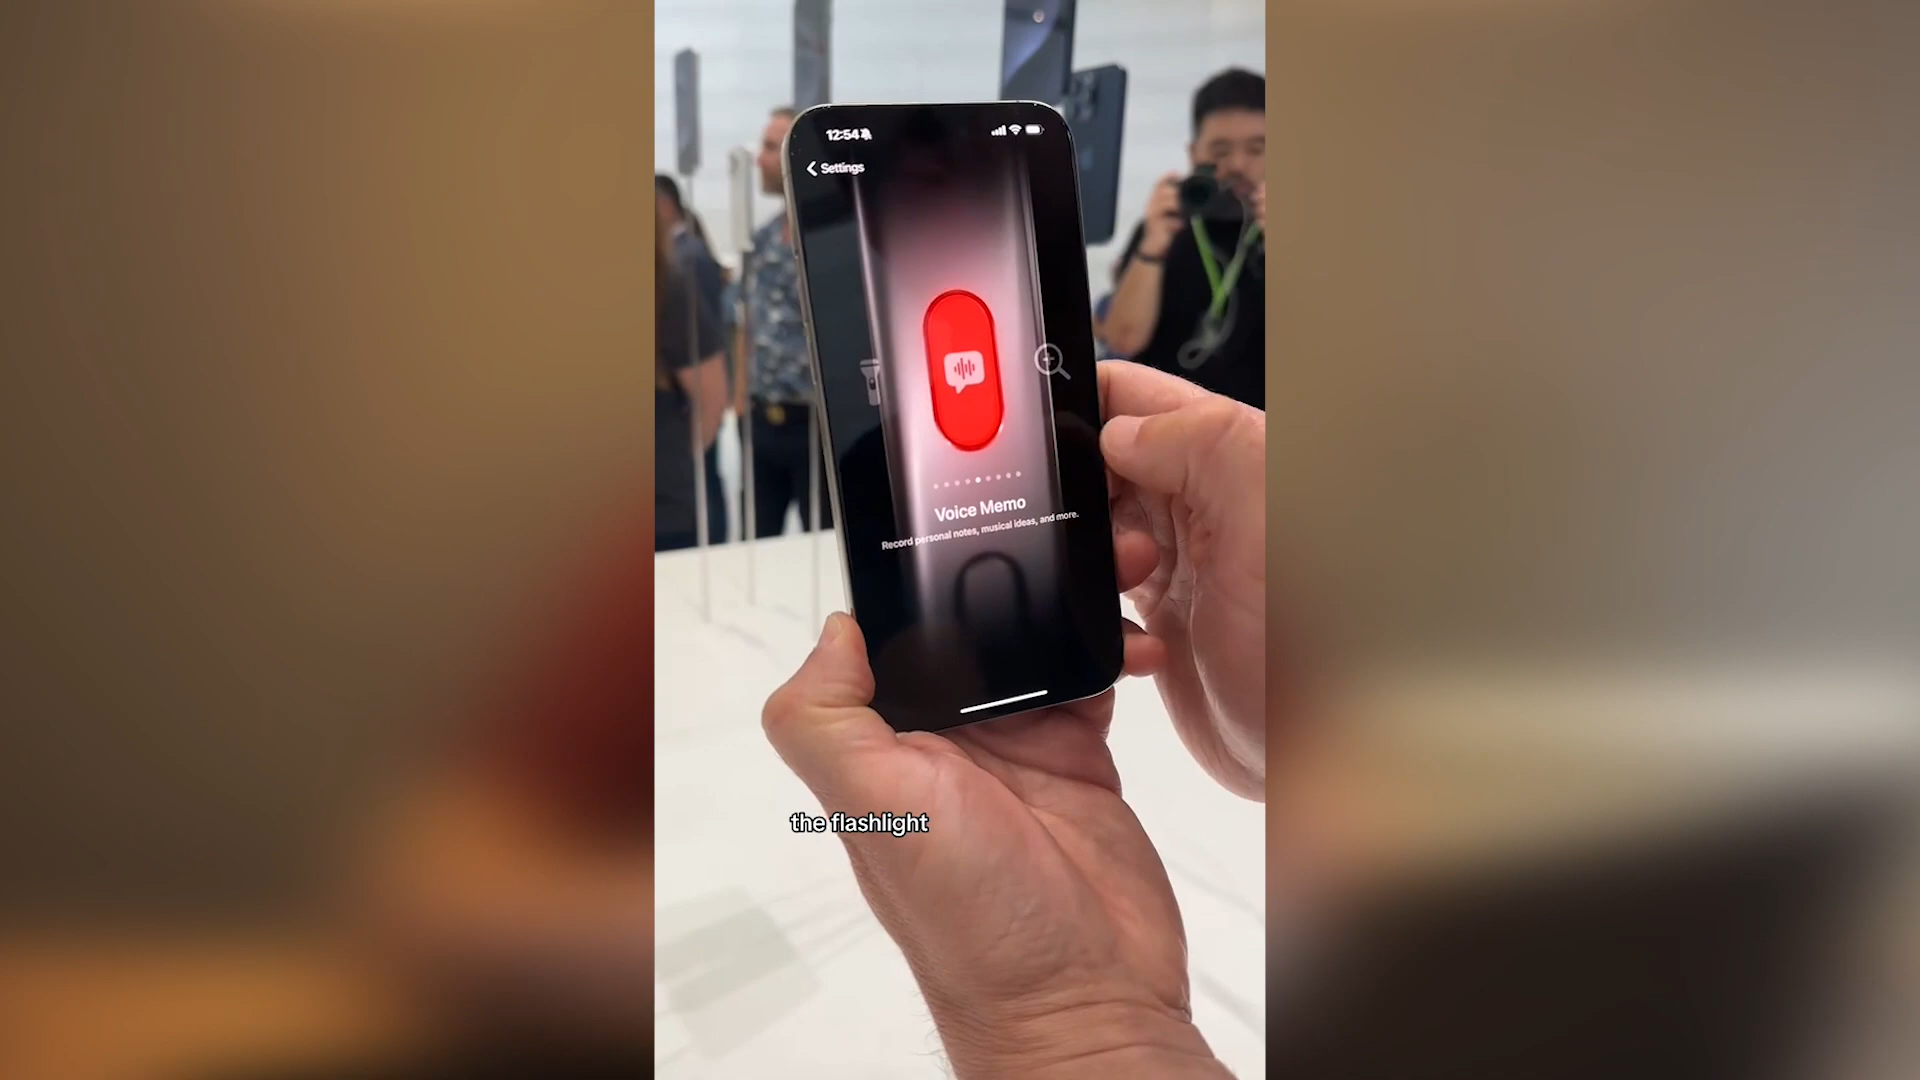 12:54
Settings
Voice Memo
Record personal notes, musical ideas, and more.
the flashlight